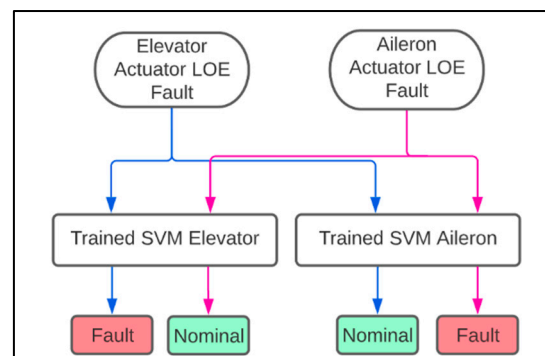 Elevator
Actuator LOE
Fault
Aileron
Actuator LOE
Fault
Trained SVM Elevator
Trained SVM Aileron
Fault
Nominal
Nominal
Fault